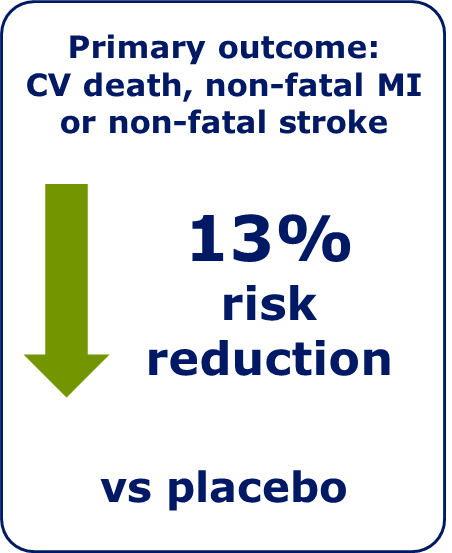 Primary outcome:
CV death, non-fatal MI
or non-fatal stroke
13%
risk
reduction
vs placebo